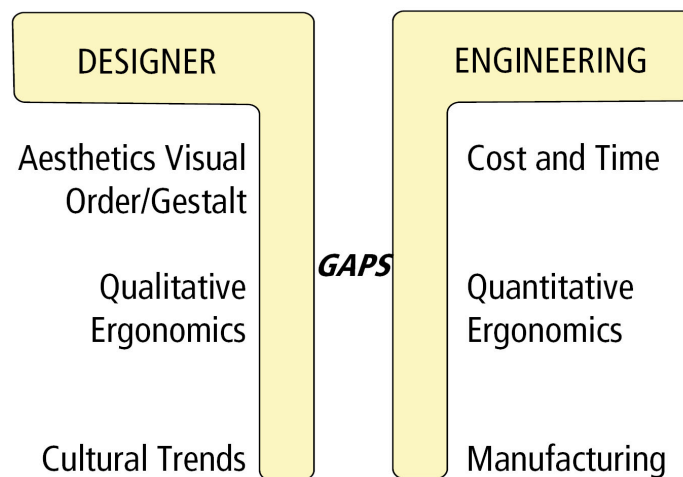 DESIGNER
Aesthetics Visual
Order/Gestalt
Qualitative
Ergonomics
Cultural Trends
GAPS
ENGINEERING
Cost and Time
Quantitative
Ergonomics
Manufacturing